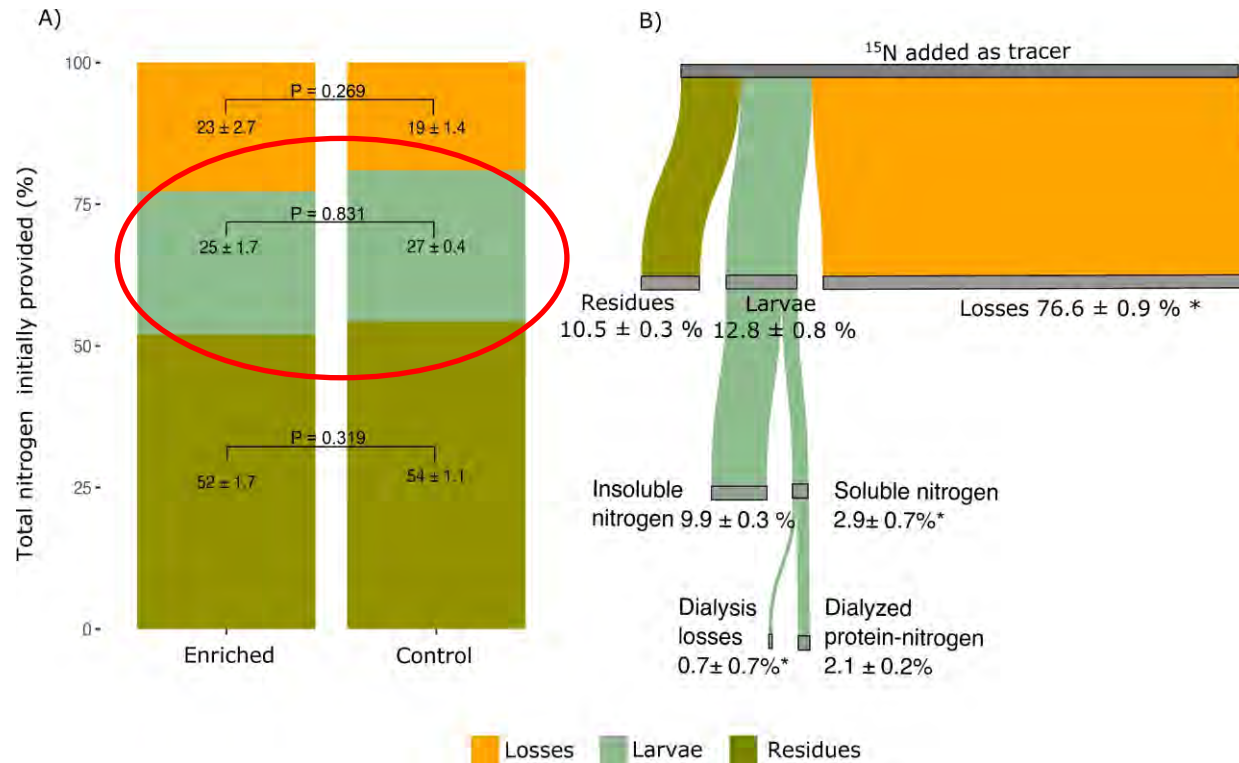 A)
Total nitrogen initially provided (%)
100
75
50
25
0
P = 0.269
23 ± 2.7
19 ± 1.4
P = 0.831
25 ± 1.7
27 ± 0.4
P = 0.319
52 ± 1.7
54 ± 1.1
Enriched
Control
B)
¹⁵N added as tracer
Residues
10.5 ± 0.3 %
Larvae
12.8 ± 0.8 %
Losses 76.6 ± 0.9 % *
Insoluble
nitrogen 9.9 ± 0.3 %
Soluble nitrogen
2.9± 0.7%*
Dialysis
losses
0.7± 0.7%*
Dialyzed
protein-nitrogen
2.1 ± 0.2%
Losses
Larvae
Residues